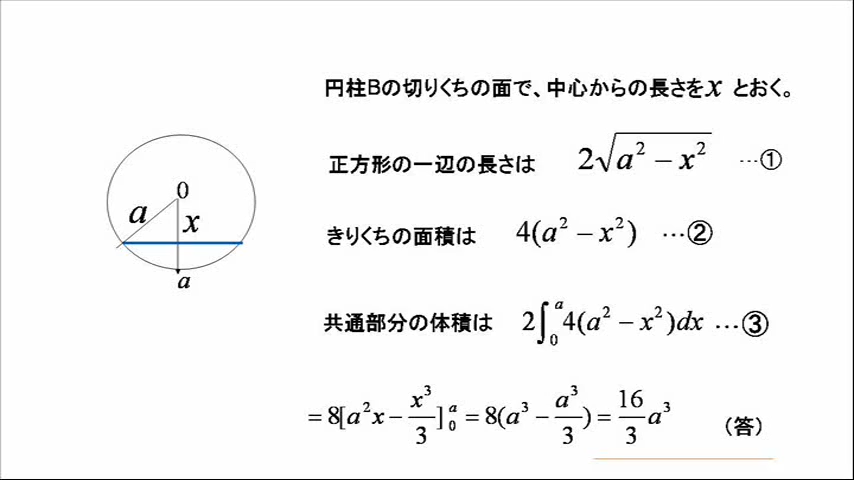 円柱Bの切りくちの面で、中心からの長さをx とおく。
正方形の一辺の長さは 2√(a² − x²) …①
きりくちの面積は 4(a² − x²) …②
共通部分の体積は 2∫₀ᵃ 4(a² − x²)dx …③
= 8[a²x − x³/3]₀ᵃ = 8(a³ − a³/3) = 16/3 a³ (答)
0
a
x
a